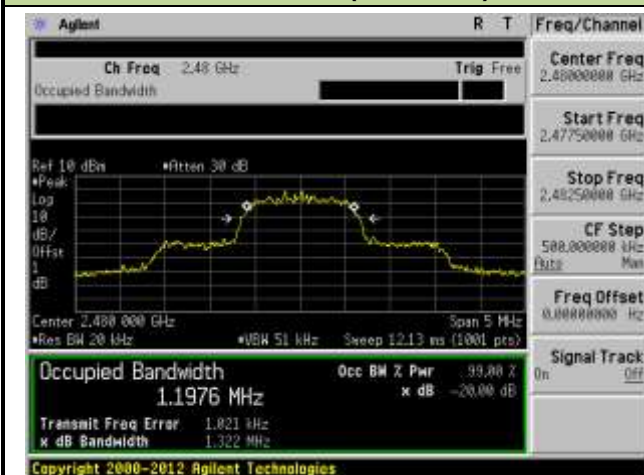 Agilent R T Freq/Channel
Ch Freq 2.48 GHz Trig Free
Occupied Bandwidth
Center Freq
2.48000000 GHz
Start Freq
2.47750000 GHz
Stop Freq
2.48250000 GHz
CF Step
500.000000 kHz
Auto Man
Freq Offset
0.00000000 Hz
Signal Track
On Off
Ref 10 dBm •Atten 30 dB
•Peak
Log
10
dB/
Offst
1
dB
Center 2.480 000 GHz Span 5 MHz
•Res BW 20 kHz •VBW 51 kHz Sweep 12.13 ms (1001 pts)
Occupied Bandwidth Occ BW % Pwr 99.00 %
1.1976 MHz x dB -20.00 dB
Transmit Freq Error 1.021 kHz
x dB Bandwidth 1.322 MHz
Copyright 2000-2012 Agilent Technologies